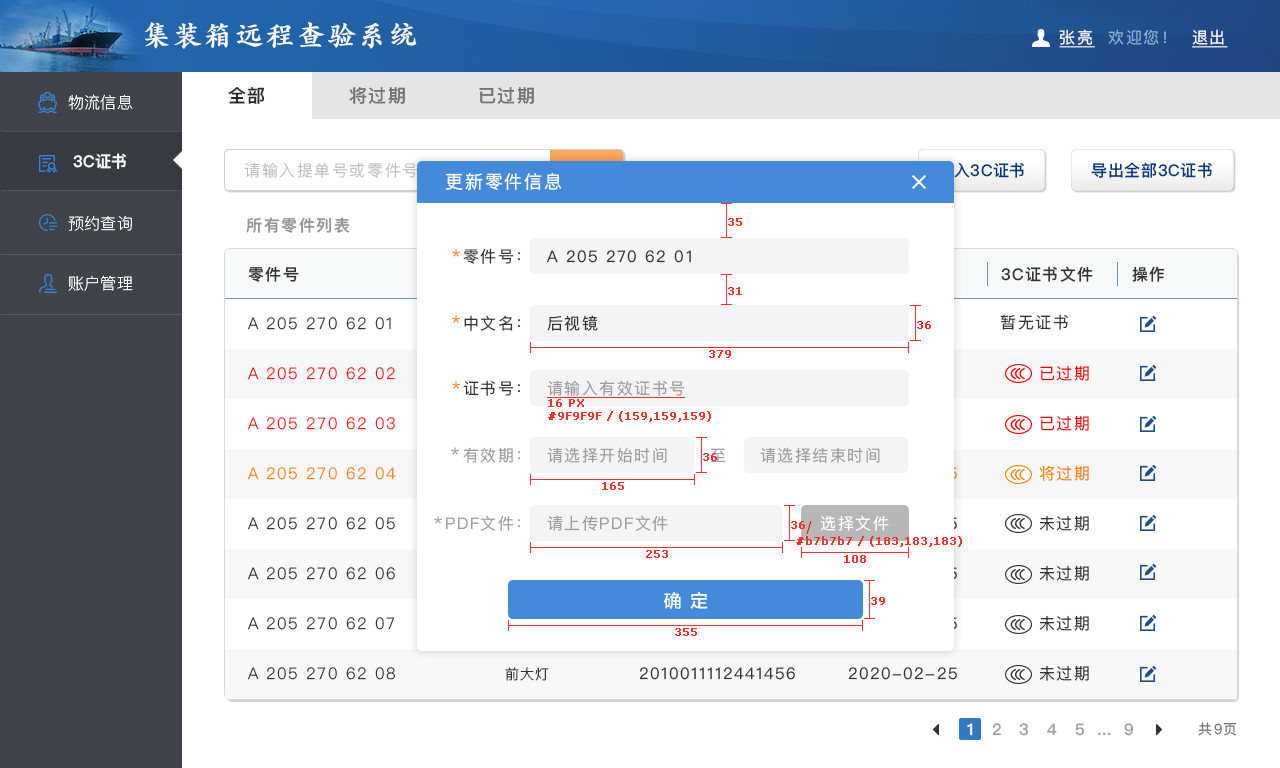 集装箱远程查验系统
张亮 欢迎您！ 退出
物流信息
3C证书
预约查询
账户管理
全部 将过期 已过期
请输入提单号或零件号
入3C证书 导出全部3C证书
所有零件列表
零件号 3C证书文件 操作
A 205 270 62 01 暂无证书
A 205 270 62 02 已过期
A 205 270 62 03 已过期
A 205 270 62 04 5 将过期
A 205 270 62 05 5 未过期
A 205 270 62 06 5 未过期
A 205 270 62 07 5 未过期
A 205 270 62 08 前大灯 2010011112441456 2020-02-25 未过期
1 2 3 4 5 ... 9 共9页
更新零件信息
35
*零件号： A 205 270 62 01
31
*中文名： 后视镜 36
379
*证书号： 请输入有效证书号
16 PX
#9F9F9F / (159,159,159)
*有效期： 请选择开始时间 36 至 请选择结束时间
165
*PDF文件： 请上传PDF文件 36/ 选择文件
#b7b7b7 / (183,183,183)
253 108
确 定 39
355